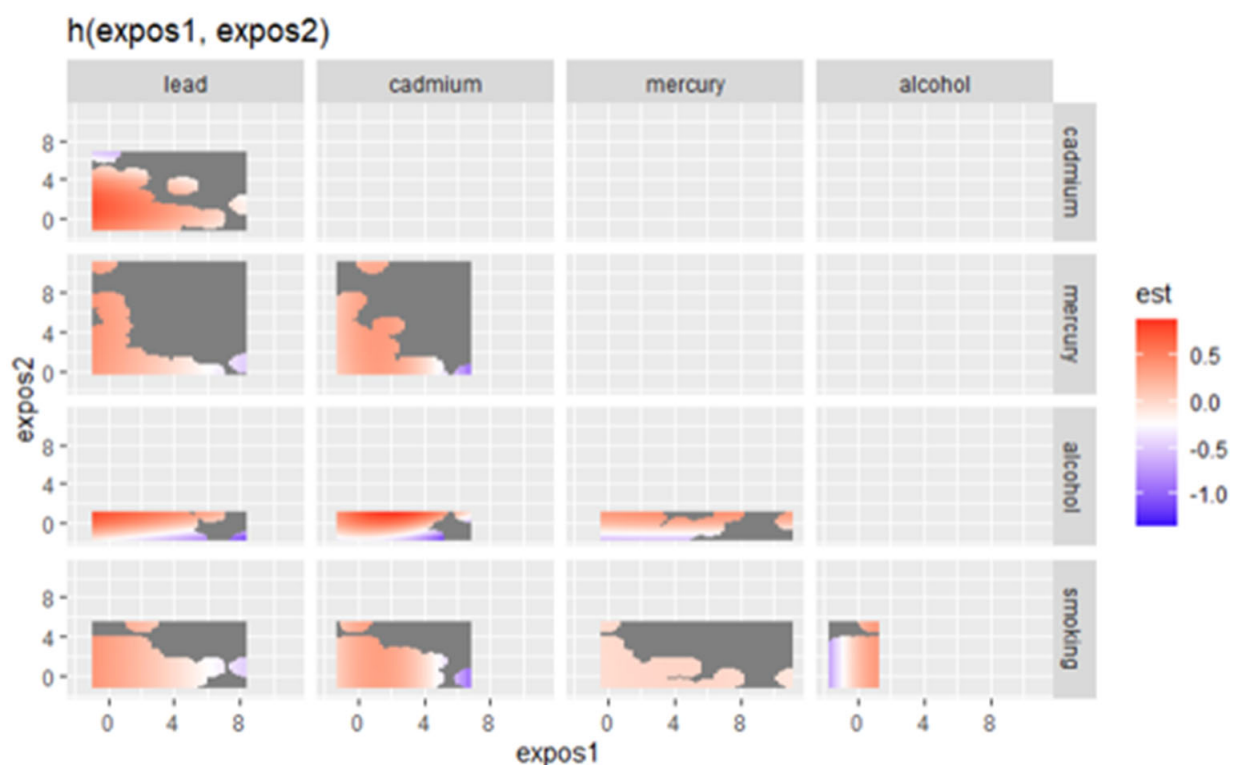 h(expos1, expos2)
lead cadmium mercury alcohol
cadmium
8
4
0
mercury
8
4
0
alcohol
8
4
0
smoking
8
4
0
expos2
0 4 8 0 4 8 0 4 8 0 4 8
expos1
est
0.5
0.0
-0.5
-1.0